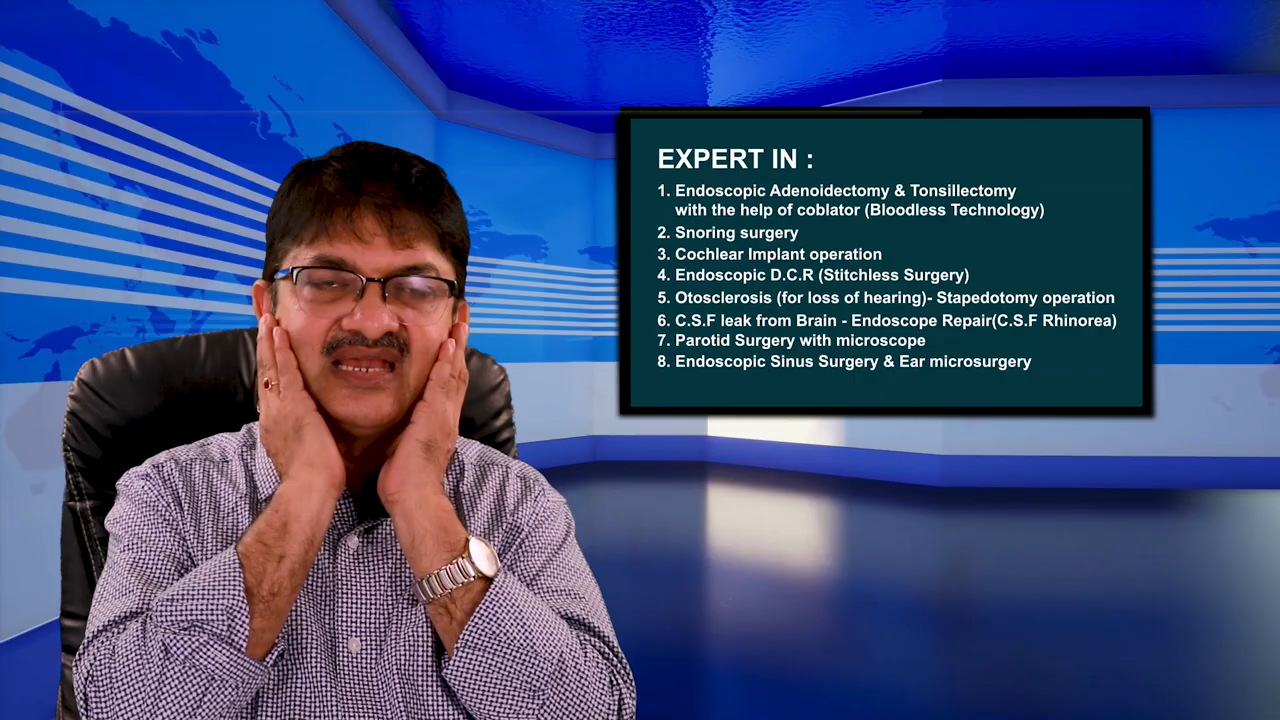 EXPERT IN :
1. Endoscopic Adenoidectomy & Tonsillectomy
with the help of coblator (Bloodless Technology)
2. Snoring surgery
3. Cochlear Implant operation
4. Endoscopic D.C.R (Stitchless Surgery)
5. Otosclerosis (for loss of hearing)- Stapedotomy operation
6. C.S.F leak from Brain - Endoscope Repair(C.S.F Rhinorea)
7. Parotid Surgery with microscope
8. Endoscopic Sinus Surgery & Ear microsurgery